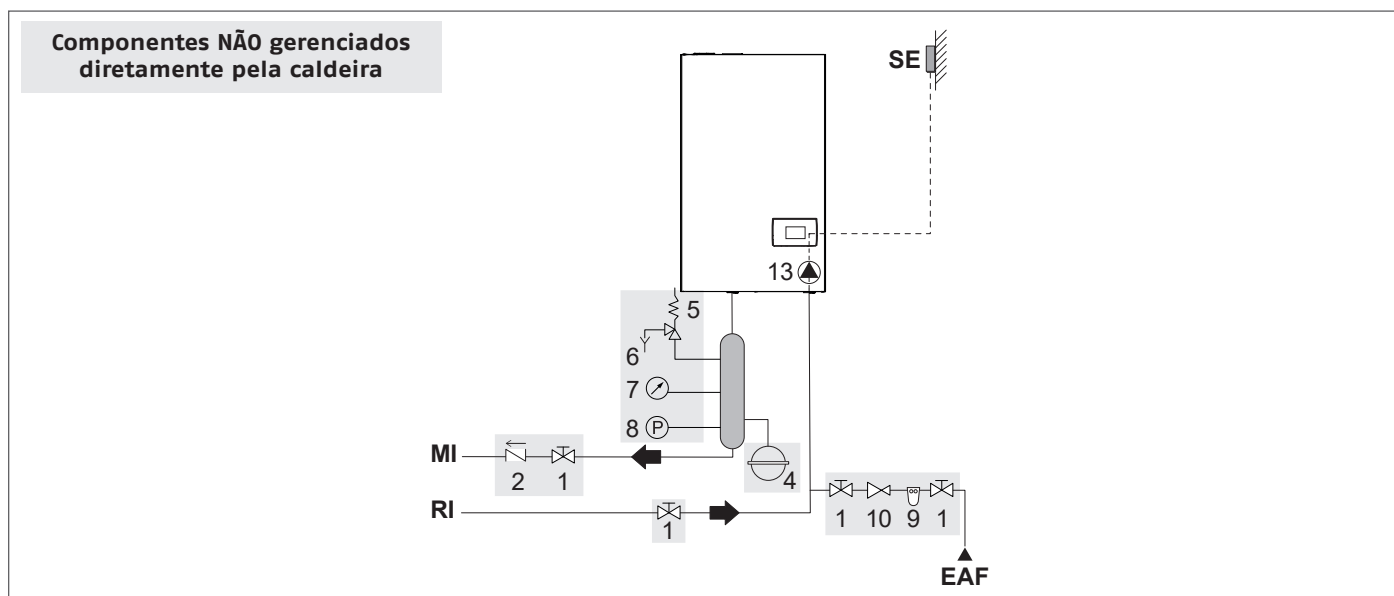 Componentes NÃO gerenciados
diretamente pela caldeira
SE
13
5
6
7
8 P
MI
2 1
4
RI
1
1 10 9 1
EAF